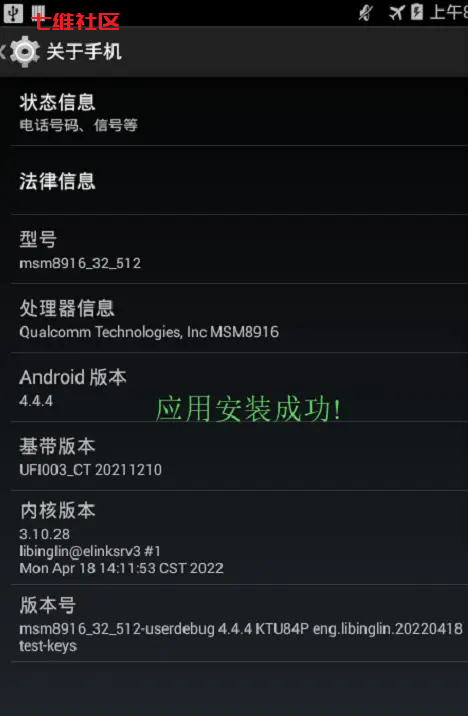 七维社区
上午8
关于手机
状态信息
电话号码、信号等
法律信息
型号
msm8916_32_512
处理器信息
Qualcomm Technologies, Inc MSM8916
Android 版本
4.4.4
应用安装成功!
基带版本
UFI003_CT 20211210
内核版本
3.10.28
libinglin@elinksrv3 #1
Mon Apr 18 14:11:53 CST 2022
版本号
msm8916_32_512-userdebug 4.4.4 KTU84P eng.libinglin.20220418
test-keys